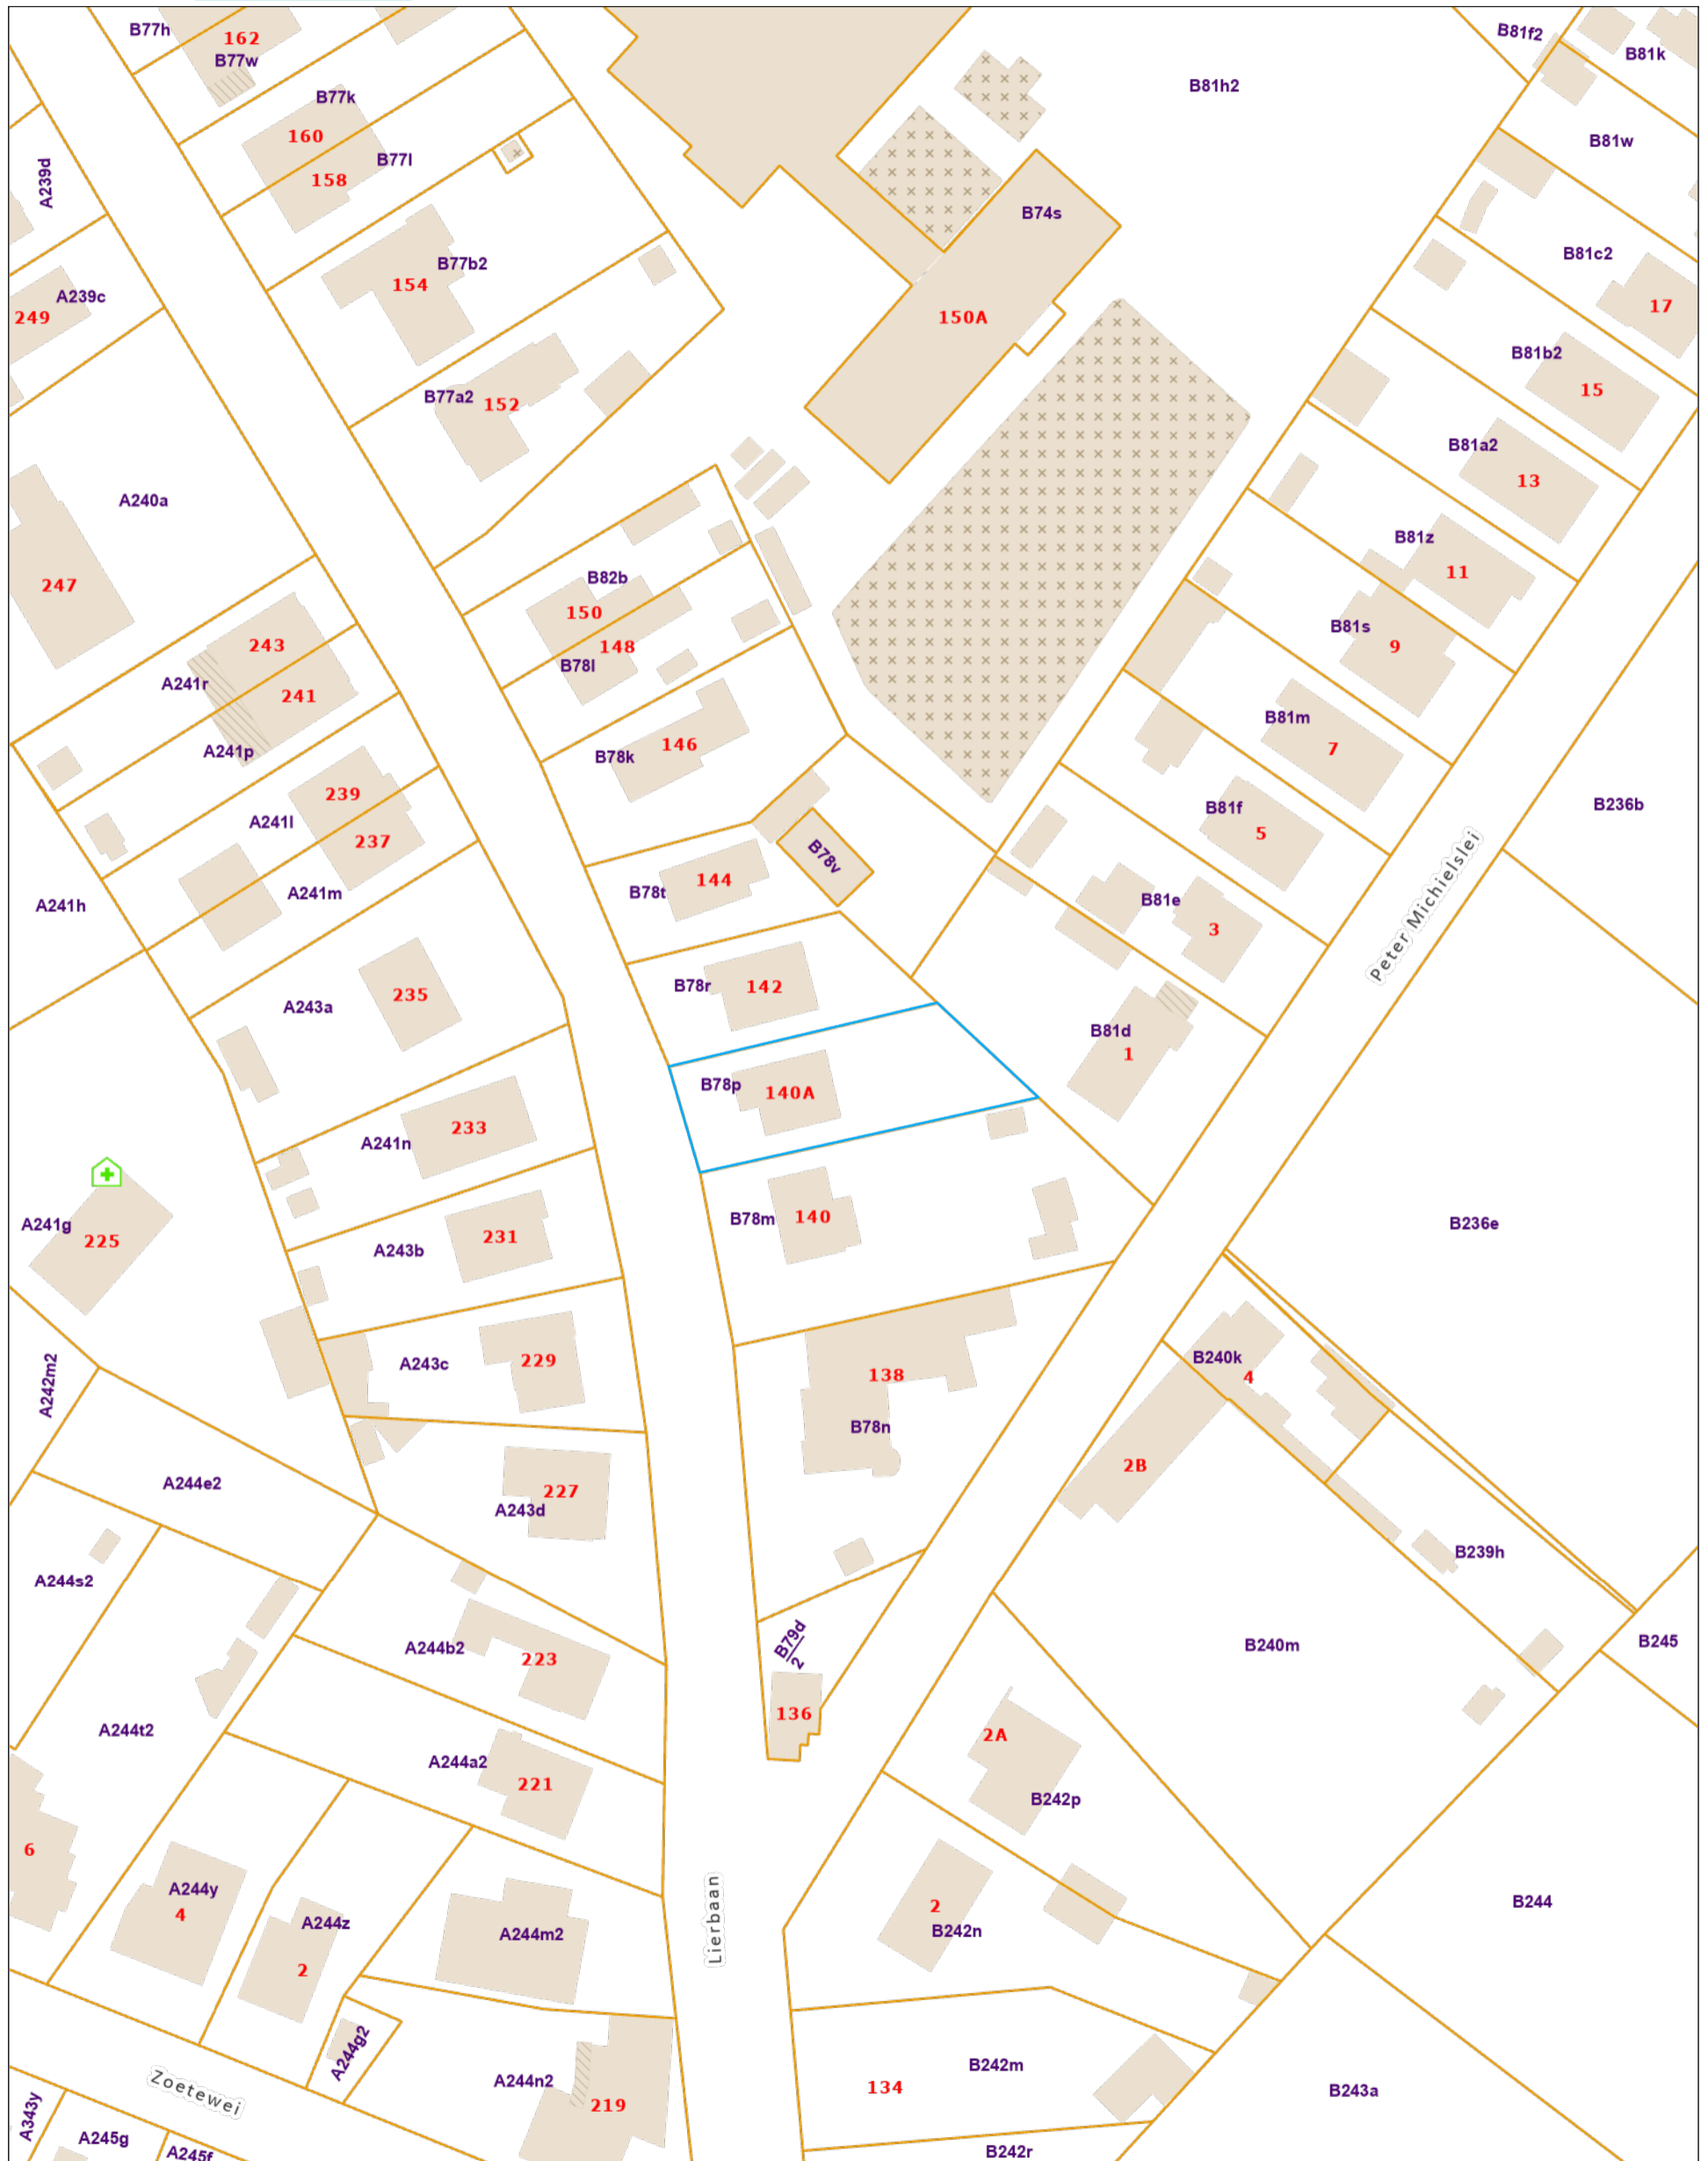 B77h
162
B77w
B81f2
B81k
B81h2
B77k
160
B77l
158
B81w
A239d
B74s
B77b2
154
B81c2
A239c
249
150A
17
B81b2
15
B77a2
152
B81a2
13
A240a
B81z
11
247
B82b
150
148
B78l
B81s
9
243
A241r
241
A241p
B81m
7
146
B78k
239
A241l
237
B81f
5
B236b
B78v
144
B78t
A241m
A241h
B81e
3
Peter Michielslei
B78r
142
235
A243a
B81d
1
B78p
140A
233
A241n
A241g
225
B78m
140
231
A243b
B236e
229
A243c
138
B78n
B240k
4
A242m2
A244e2
227
A243d
2B
B239h
A244s2
B79d
2
A244b2
223
B240m
B245
136
2A
A244t2
A244a2
221
B242p
6
A244y
4
A244z
2
A244m2
Lierbaan
2
B242n
B244
A244g2
A244n2
219
B242m
134
B243a
Zoetewei
A343y
A245g
A245f
B242r